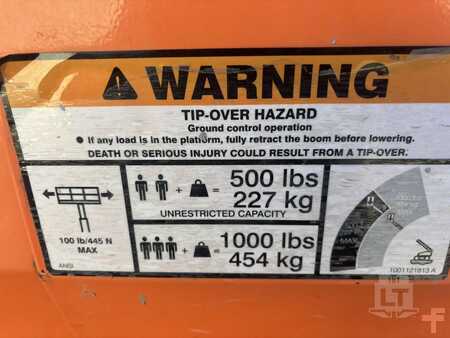 WARNING
TIP-OVER HAZARD
Ground control operation
• If any load is in the platform, fully retract the boom before lowering.
DEATH OR SERIOUS INJURY COULD RESULT FROM A TIP-OVER.
100 lb/445 N
MAX
ANSI
+ = 500 lbs
227 kg
UNRESTRICTED CAPACITY
+ = 1000 lbs
454 kg
1001121813 A
LT